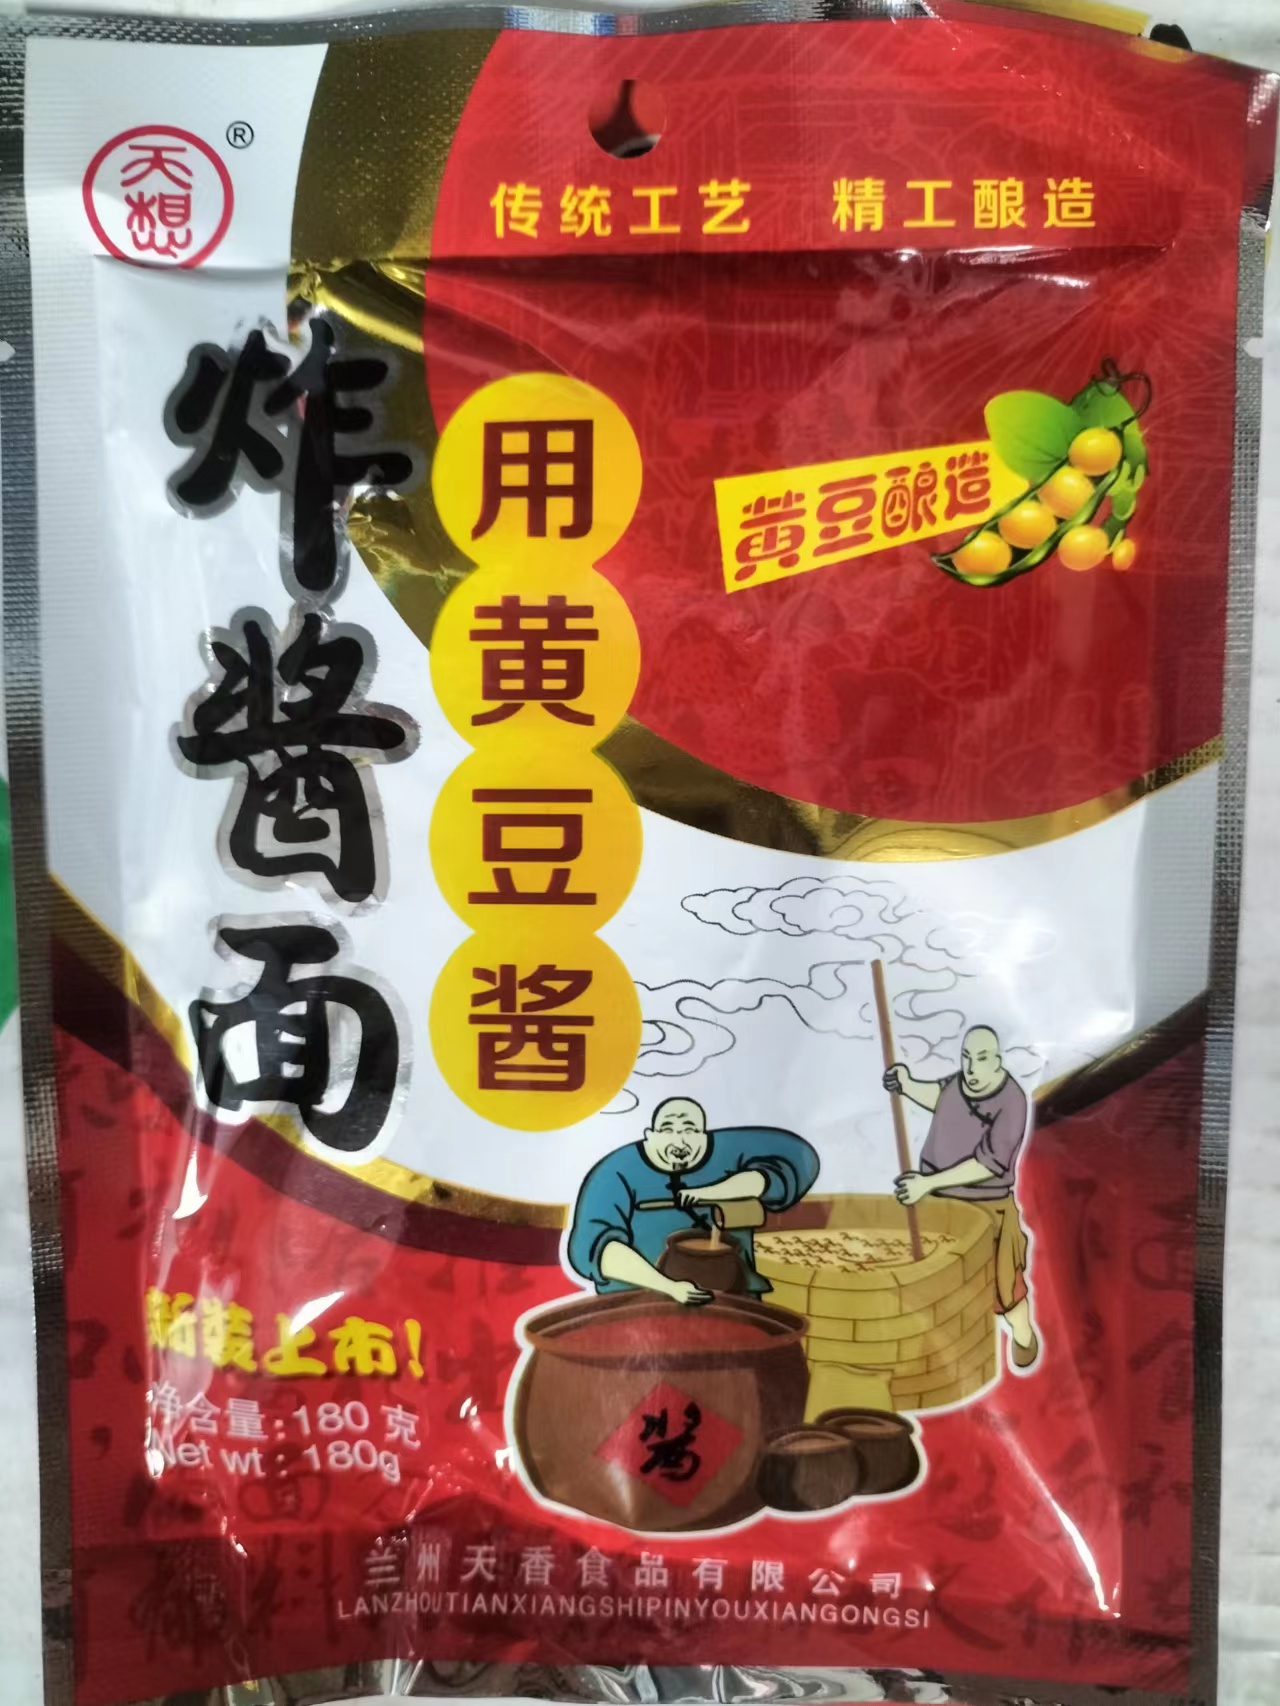 天想
®
传统工艺 精工酿造
炸酱面
用黄豆酱
黄豆酿造
新装上市!
净含量:180克
Net wt:180g
酱
兰州天香食品有限公司
LANZHOUTIANXIANGSHIPINYOUXIANGONGSI